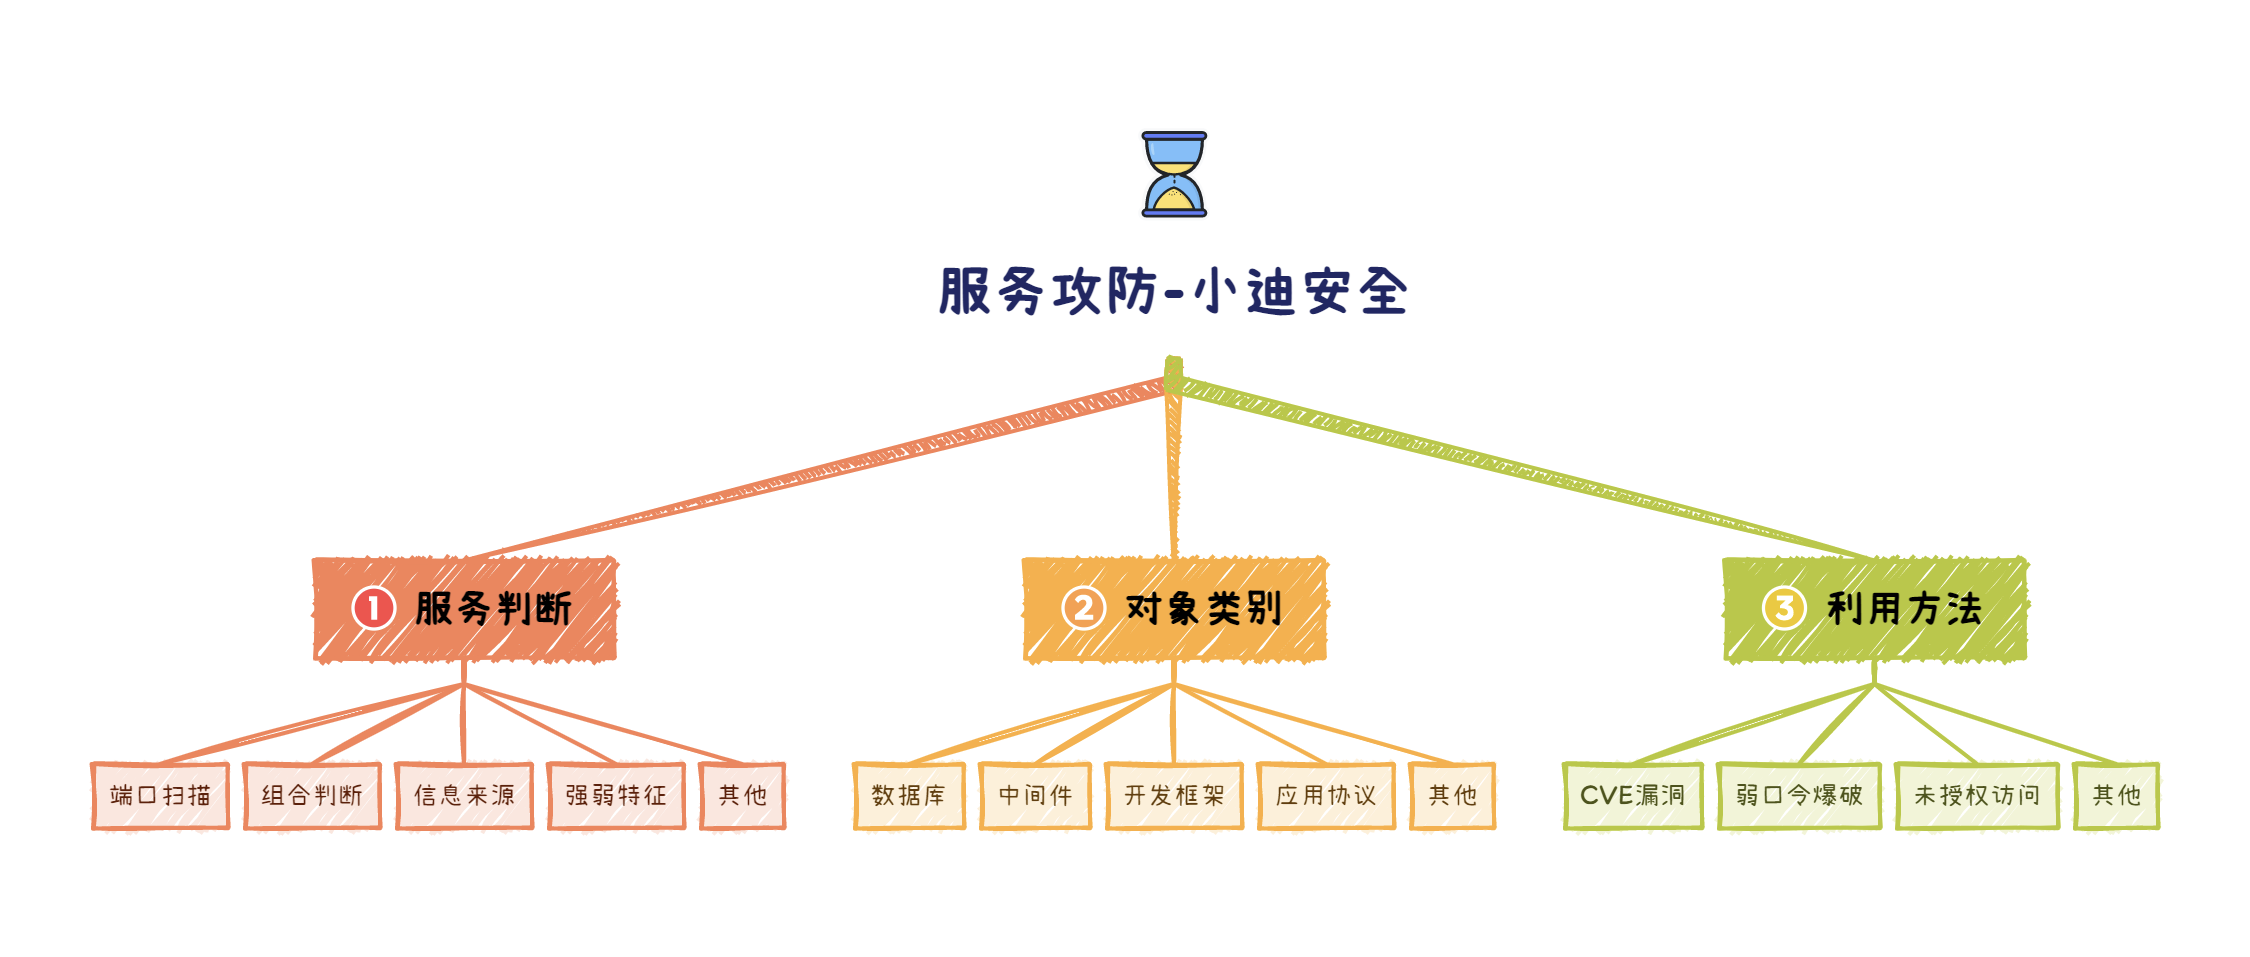 服务攻防-小迪安全
1 服务判断
2 对象类别
3 利用方法
端口扫描
组合判断
信息来源
强弱特征
其他
数据库
中间件
开发框架
应用协议
其他
CVE漏洞
弱口令爆破
未授权访问
其他